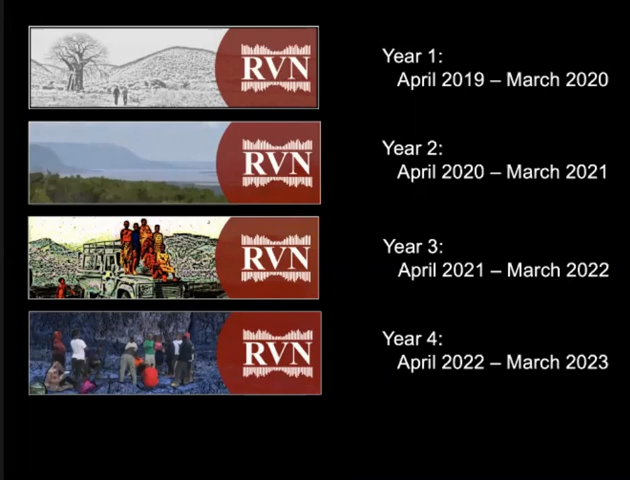 RVN
Year 1:
April 2019 – March 2020
RVN
Year 2:
April 2020 – March 2021
RVN
Year 3:
April 2021 – March 2022
RVN
Year 4:
April 2022 – March 2023